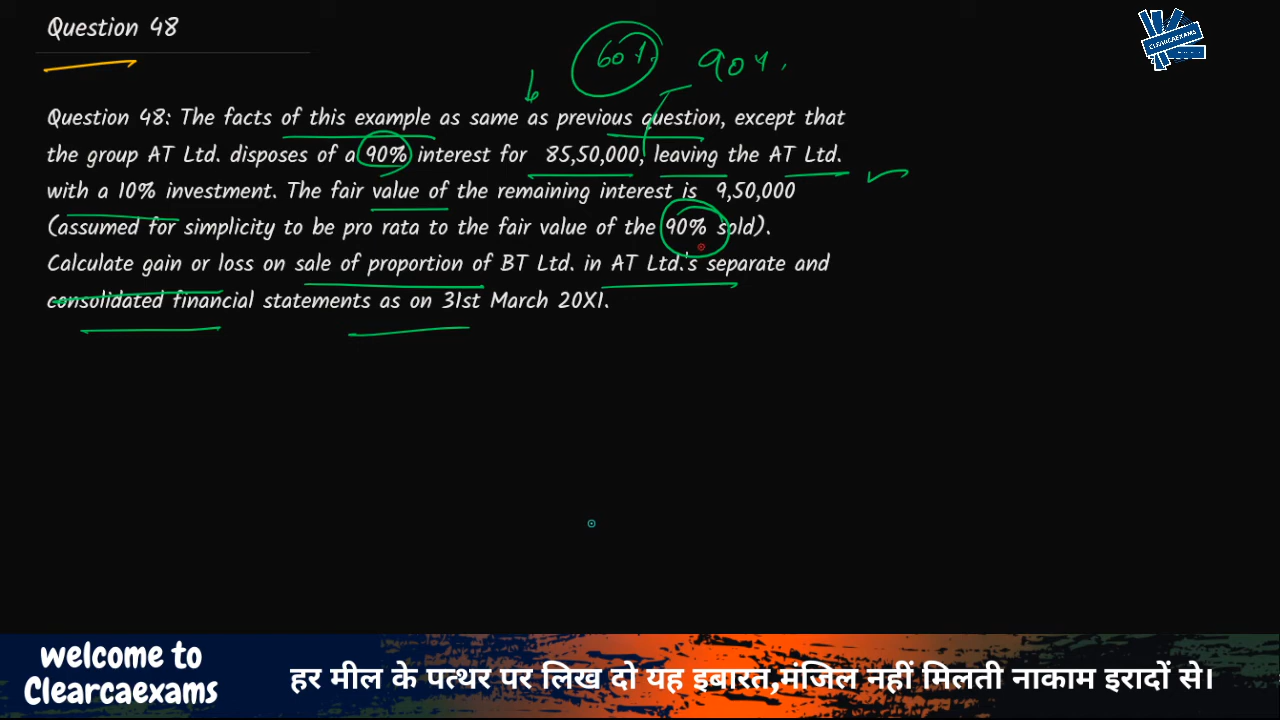 Question 48
CLEARCAEXAMS
60%.
90%.
Question 48: The facts of this example as same as previous question, except that
the group AT Ltd. disposes of a 90% interest for 85,50,000, leaving the AT Ltd.
with a 10% investment. The fair value of the remaining interest is 9,50,000
(assumed for simplicity to be pro rata to the fair value of the 90% sold).
Calculate gain or loss on sale of proportion of BT Ltd. in AT Ltd.'s separate and
consolidated financial statements as on 31st March 20X1.
welcome to
Clearcaexams
हर मील के पत्थर पर लिख दो यह इबारत,मंजिल नहीं मिलती नाकाम इरादों से।